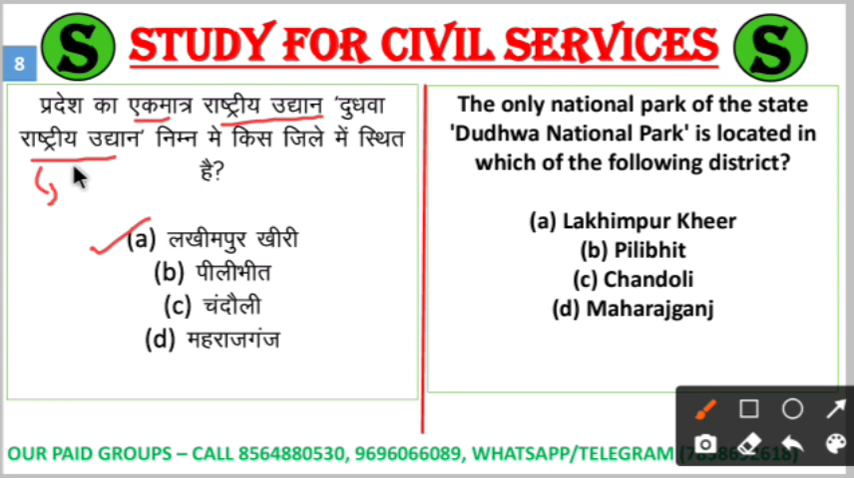 8
S STUDY FOR CIVIL SERVICES S
प्रदेश का एकमात्र राष्ट्रीय उद्यान 'दुधवा
राष्ट्रीय उद्यान' निम्न मे किस जिले में स्थित
है?
(a) लखीमपुर खीरी
(b) पीलीभीत
(c) चंदौली
(d) महराजगंज
The only national park of the state
'Dudhwa National Park' is located in
which of the following district?
(a) Lakhimpur Kheer
(b) Pilibhit
(c) Chandoli
(d) Maharajganj
OUR PAID GROUPS – CALL 8564880530, 9696066089, WHATSAPP/TELEGRAM